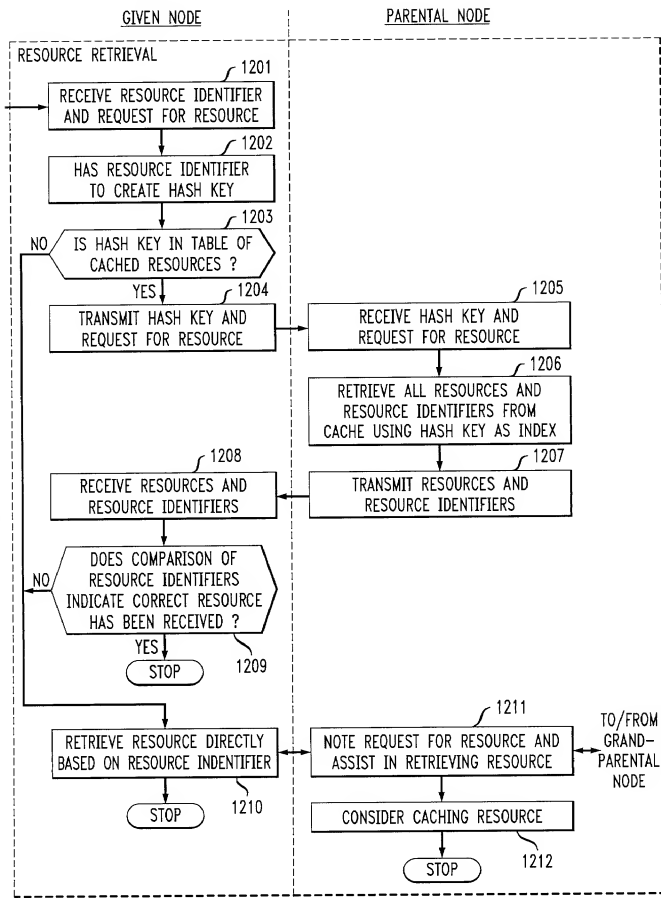 GIVEN NODE
PARENTAL NODE
RESOURCE RETRIEVAL
1201
RECEIVE RESOURCE IDENTIFIER
AND REQUEST FOR RESOURCE
1202
HAS RESOURCE IDENTIFIER
TO CREATE HASH KEY
1203
NO
IS HASH KEY IN TABLE OF
CACHED RESOURCES ?
YES
1204
TRANSMIT HASH KEY AND
REQUEST FOR RESOURCE
1205
RECEIVE HASH KEY AND
REQUEST FOR RESOURCE
1206
RETRIEVE ALL RESOURCES AND
RESOURCE IDENTIFIERS FROM
CACHE USING HASH KEY AS INDEX
1207
TRANSMIT RESOURCES AND
RESOURCE IDENTIFIERS
1208
RECEIVE RESOURCES AND
RESOURCE IDENTIFIERS
NO
DOES COMPARISON OF
RESOURCE IDENTIFIERS
INDICATE CORRECT RESOURCE
HAS BEEN RECEIVED ?
YES
1209
STOP
RETRIEVE RESOURCE DIRECTLY
BASED ON RESOURCE INDENTIFIER
1210
STOP
1211
NOTE REQUEST FOR RESOURCE AND
ASSIST IN RETRIEVING RESOURCE
TO/FROM
GRAND-
PARENTAL
NODE
CONSIDER CACHING RESOURCE
1212
STOP